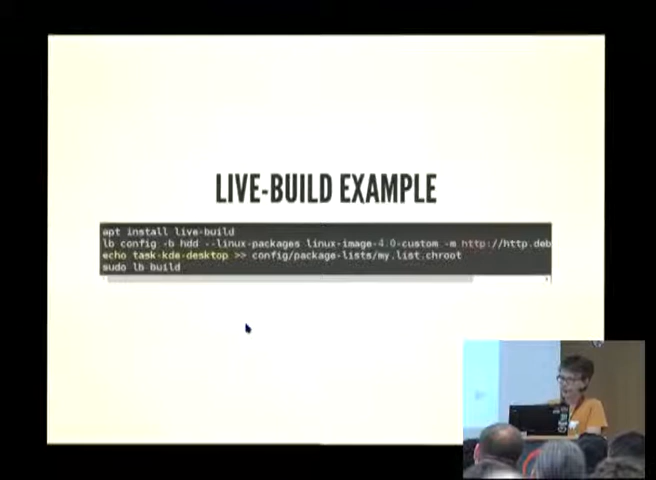 LIVE-BUILD EXAMPLE
apt install live-build
lb config -b hdd --linux-packages linux-image-4.0-custom -m http://http.deb
echo task-kde-desktop >> config/package-lists/my.list.chroot
sudo lb build